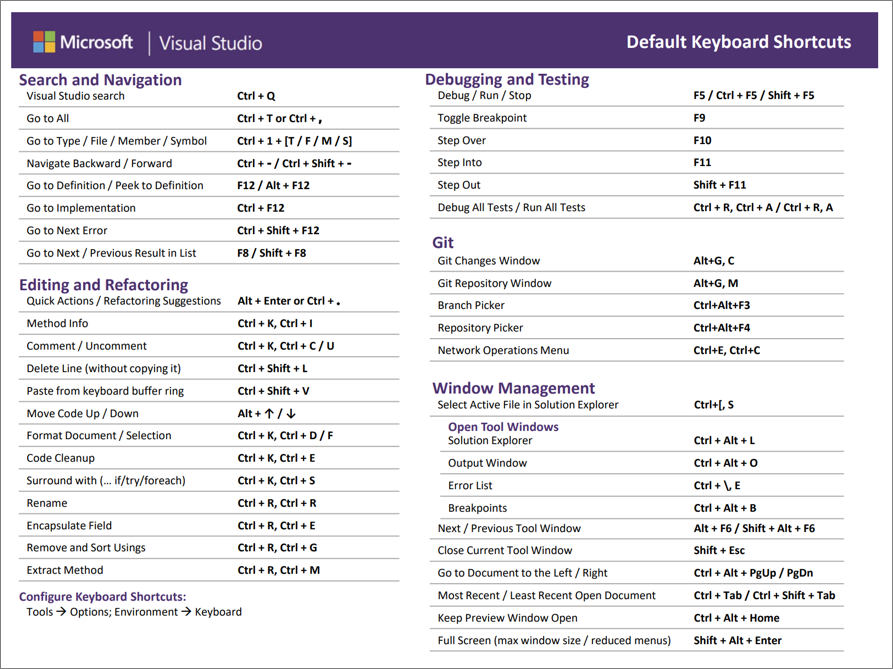 Microsoft | Visual Studio
Default Keyboard Shortcuts
Search and Navigation
Visual Studio search Ctrl + Q
Go to All Ctrl + T or Ctrl + ,
Go to Type / File / Member / Symbol Ctrl + 1 + [T / F / M / S]
Navigate Backward / Forward Ctrl + - / Ctrl + Shift + -
Go to Definition / Peek to Definition F12 / Alt + F12
Go to Implementation Ctrl + F12
Go to Next Error Ctrl + Shift + F12
Go to Next / Previous Result in List F8 / Shift + F8
Editing and Refactoring
Quick Actions / Refactoring Suggestions Alt + Enter or Ctrl + .
Method Info Ctrl + K, Ctrl + I
Comment / Uncomment Ctrl + K, Ctrl + C / U
Delete Line (without copying it) Ctrl + Shift + L
Paste from keyboard buffer ring Ctrl + Shift + V
Move Code Up / Down Alt + ↑ / ↓
Format Document / Selection Ctrl + K, Ctrl + D / F
Code Cleanup Ctrl + K, Ctrl + E
Surround with (... if/try/foreach) Ctrl + K, Ctrl + S
Rename Ctrl + R, Ctrl + R
Encapsulate Field Ctrl + R, Ctrl + E
Remove and Sort Usings Ctrl + R, Ctrl + G
Extract Method Ctrl + R, Ctrl + M
Configure Keyboard Shortcuts:
Tools → Options; Environment → Keyboard
Debugging and Testing
Debug / Run / Stop F5 / Ctrl + F5 / Shift + F5
Toggle Breakpoint F9
Step Over F10
Step Into F11
Step Out Shift + F11
Debug All Tests / Run All Tests Ctrl + R, Ctrl + A / Ctrl + R, A
Git
Git Changes Window Alt+G, C
Git Repository Window Alt+G, M
Branch Picker Ctrl+Alt+F3
Repository Picker Ctrl+Alt+F4
Network Operations Menu Ctrl+E, Ctrl+C
Window Management
Select Active File in Solution Explorer Ctrl+[, S
Open Tool Windows
Solution Explorer Ctrl + Alt + L
Output Window Ctrl + Alt + O
Error List Ctrl + \, E
Breakpoints Ctrl + Alt + B
Next / Previous Tool Window Alt + F6 / Shift + Alt + F6
Close Current Tool Window Shift + Esc
Go to Document to the Left / Right Ctrl + Alt + PgUp / PgDn
Most Recent / Least Recent Open Document Ctrl + Tab / Ctrl + Shift + Tab
Keep Preview Window Open Ctrl + Alt + Home
Full Screen (max window size / reduced menus) Shift + Alt + Enter